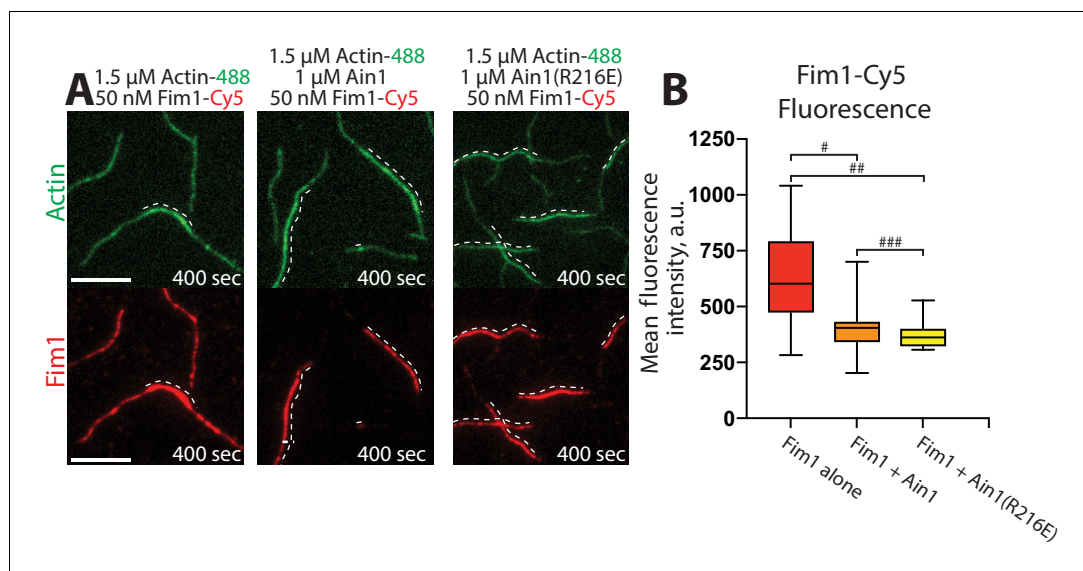 A
1.5 µM Actin-488
50 nM Fim1-Cy5
1.5 µM Actin-488
1 µM Ain1
50 nM Fim1-Cy5
1.5 µM Actin-488
1 µM Ain1(R216E)
50 nM Fim1-Cy5
Actin
400 sec
400 sec
400 sec
Fim1
400 sec
400 sec
400 sec
B
Fim1-Cy5
Fluorescence
Mean fluorescence
intensity, a.u.
1250
1000
750
500
250
0
#
##
###
Fim1 alone
Fim1 + Ain1
Fim1 + Ain1(R216E)